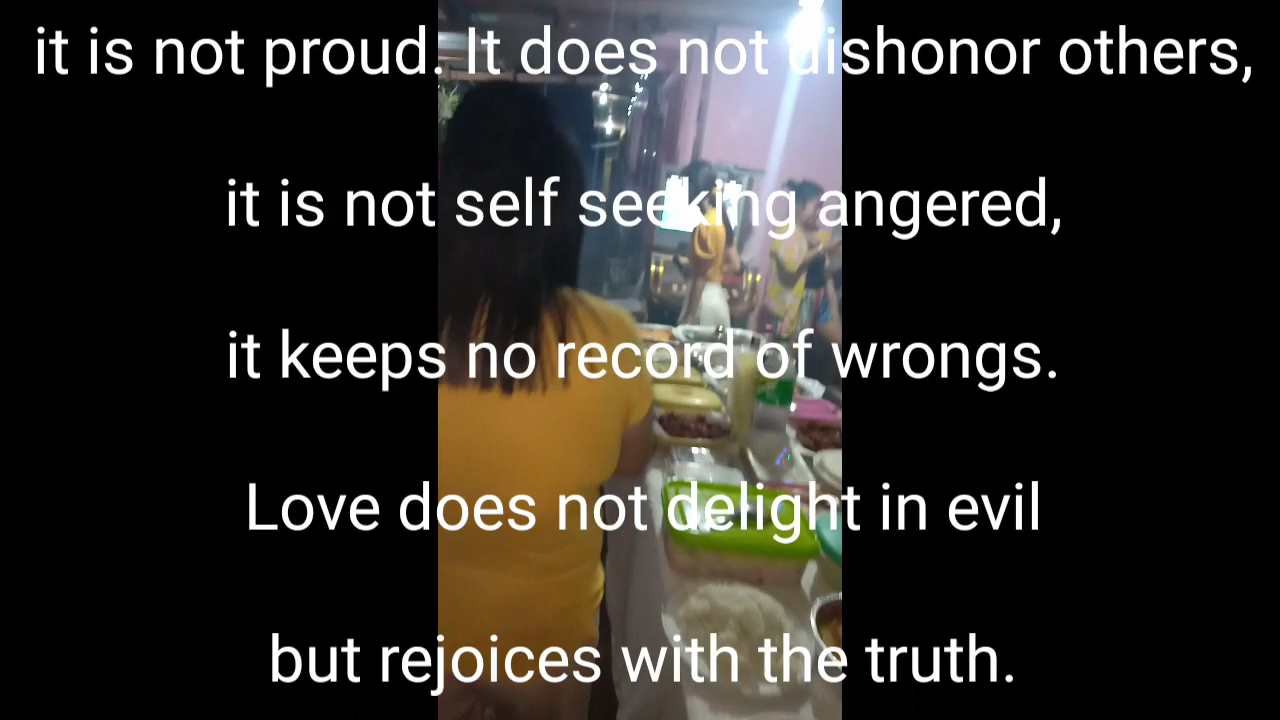 it is not proud. It does not dishonor others,
it is not self seeking angered,
it keeps no record of wrongs.
Love does not delight in evil
but rejoices with the truth.